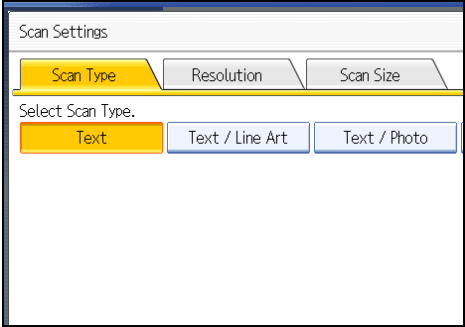 Scan Settings
Scan Type Resolution Scan Size
Select Scan Type.
Text Text / Line Art Text / Photo